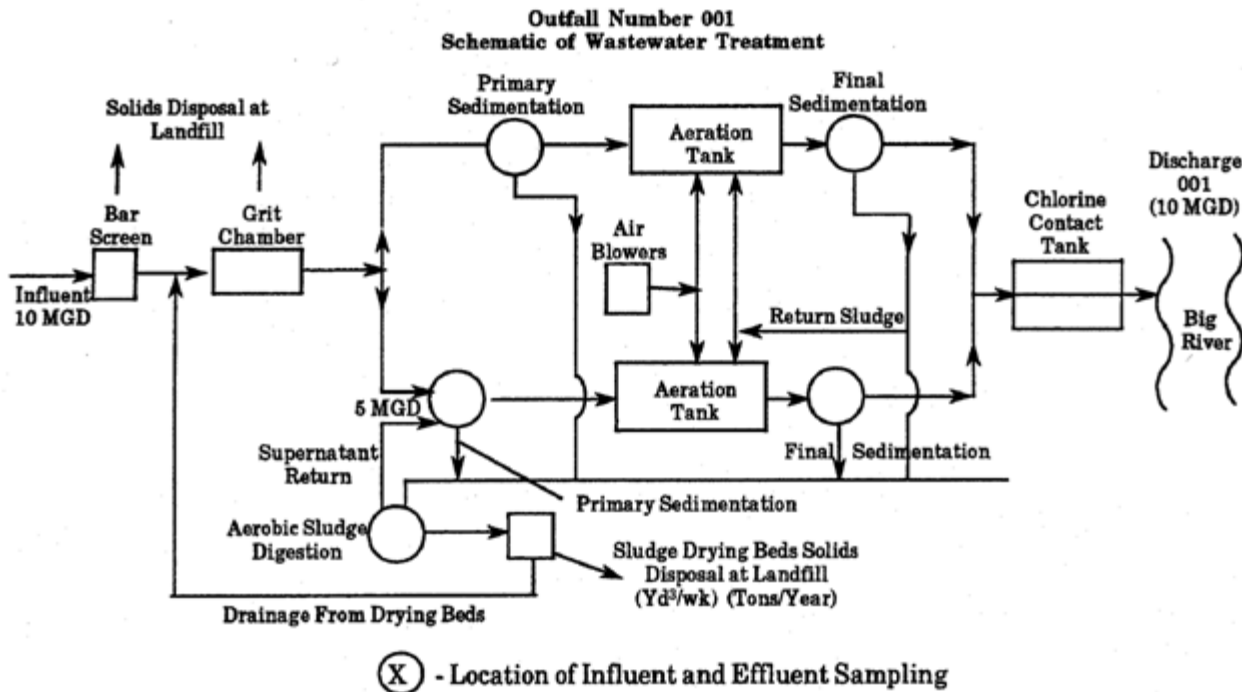 Outfall Number 001
Schematic of Wastewater Treatment
Primary
Sedimentation
Final
Sedimentation
Solids Disposal at
Landfill
Aeration
Tank
Discharge
001
(10 MGD)
Bar
Screen
Grit
Chamber
Chlorine
Contact
Tank
Air
Blowers
Influent
10 MGD
Return Sludge
Big
River
5 MGD
Aeration
Tank
Supernatant
Return
Final Sedimentation
Primary Sedimentation
Aerobic Sludge
Digestion
Sludge Drying Beds Solids
Disposal at Landfill
(Yd³/wk) (Tons/Year)
Drainage From Drying Beds
X - Location of Influent and Effluent Sampling